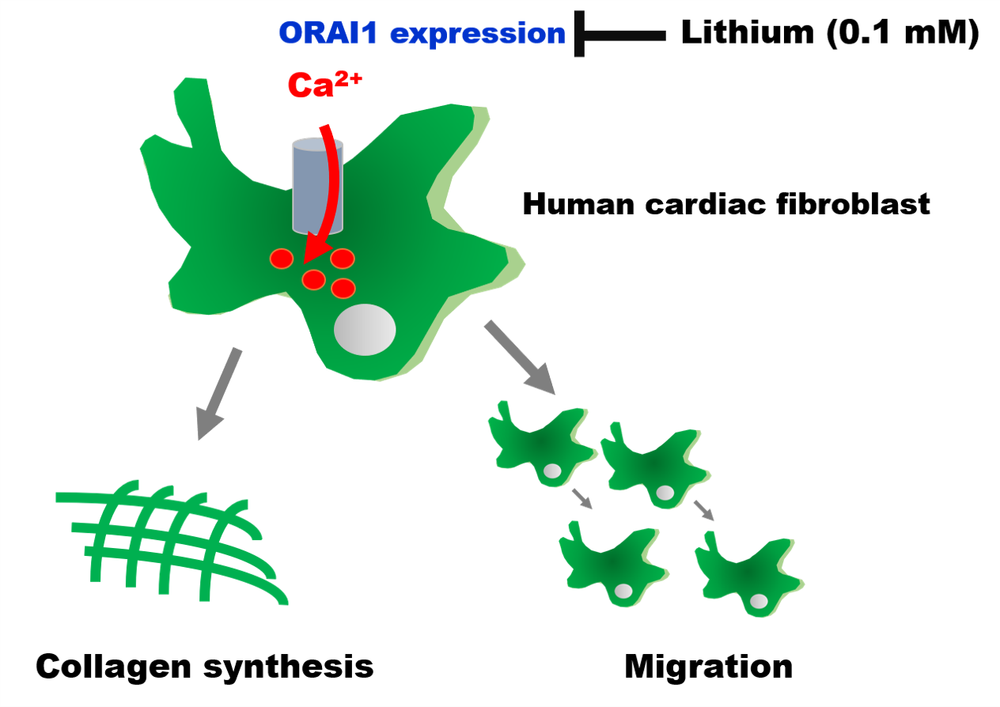 ORAI1 expression
Lithium (0.1 mM)
Ca²⁺
Human cardiac fibroblast
Collagen synthesis
Migration